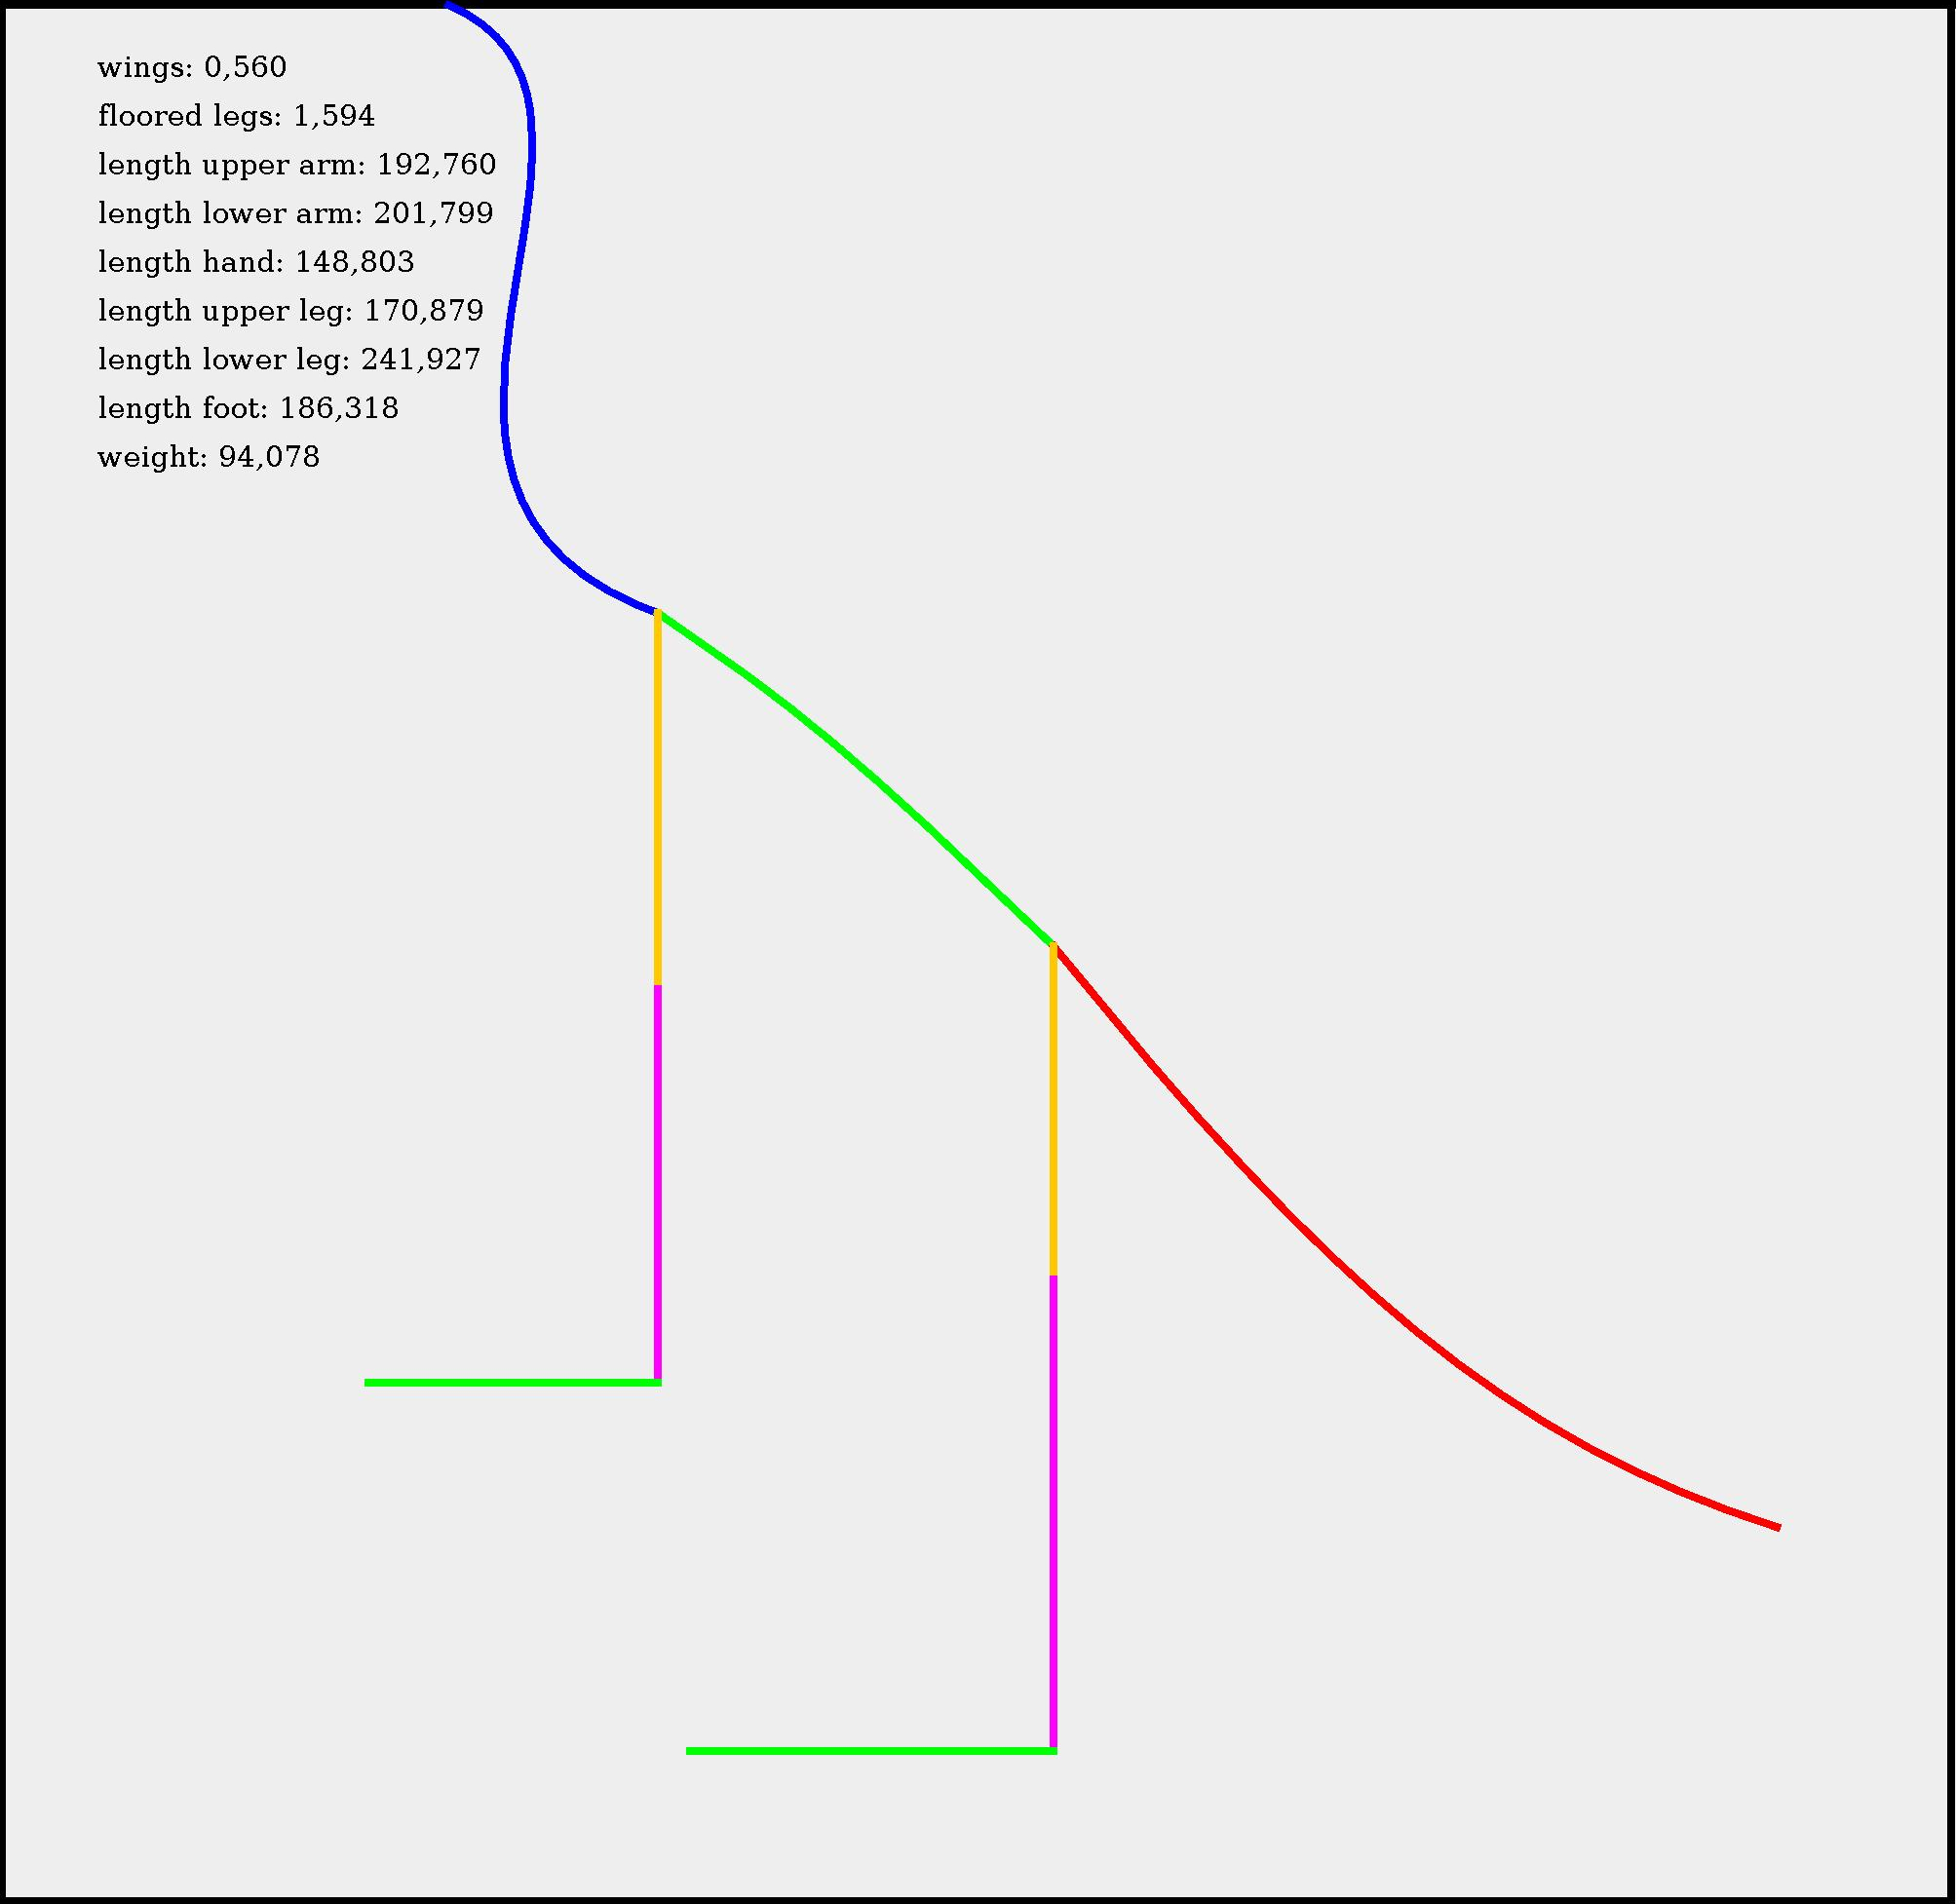 wings: 0,560
floored legs: 1,594
length upper arm: 192,760
length lower arm: 201,799
length hand: 148,803
length upper leg: 170,879
length lower leg: 241,927
length foot: 186,318
weight: 94,078